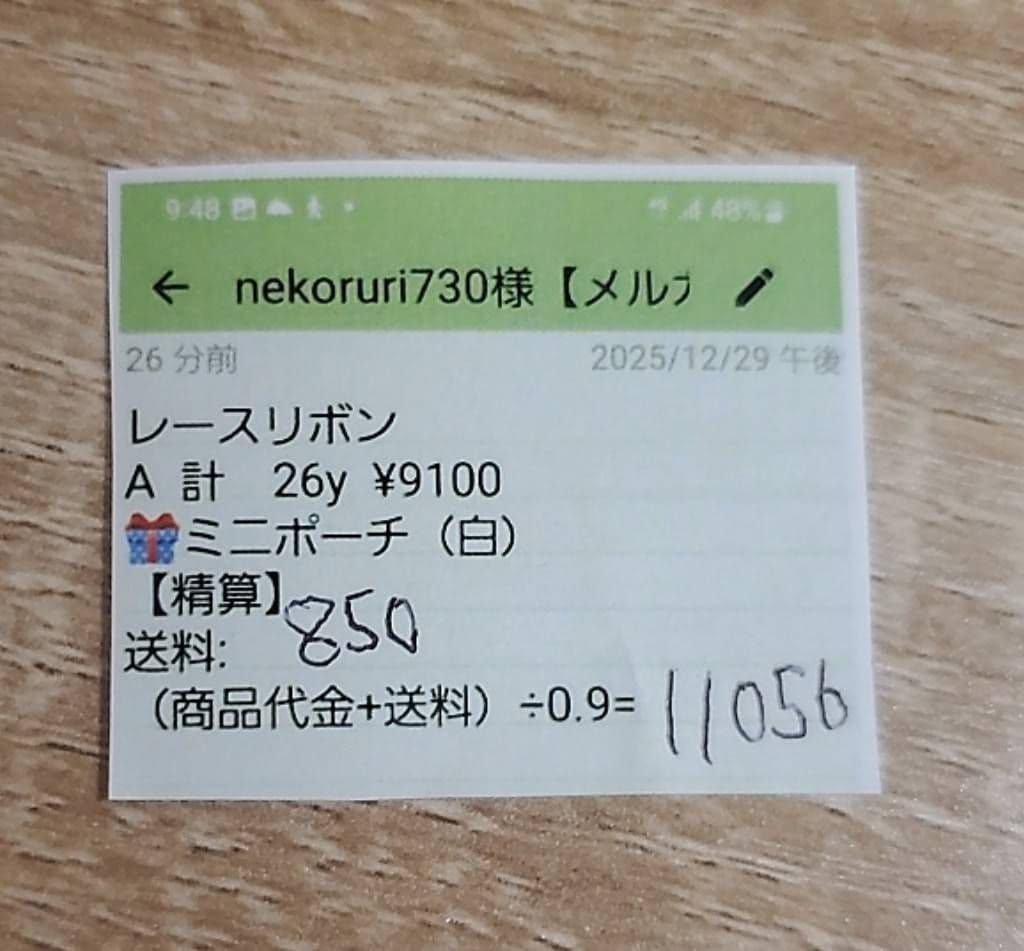 9:48 48%
← nekoruri730様【メルカ
26 分前 2025/12/29 午後
レースリボン
A 計 26y ¥9100
🎁ミニポーチ（白）
【精算】
送料: 850
（商品代金+送料）÷0.9= 11056